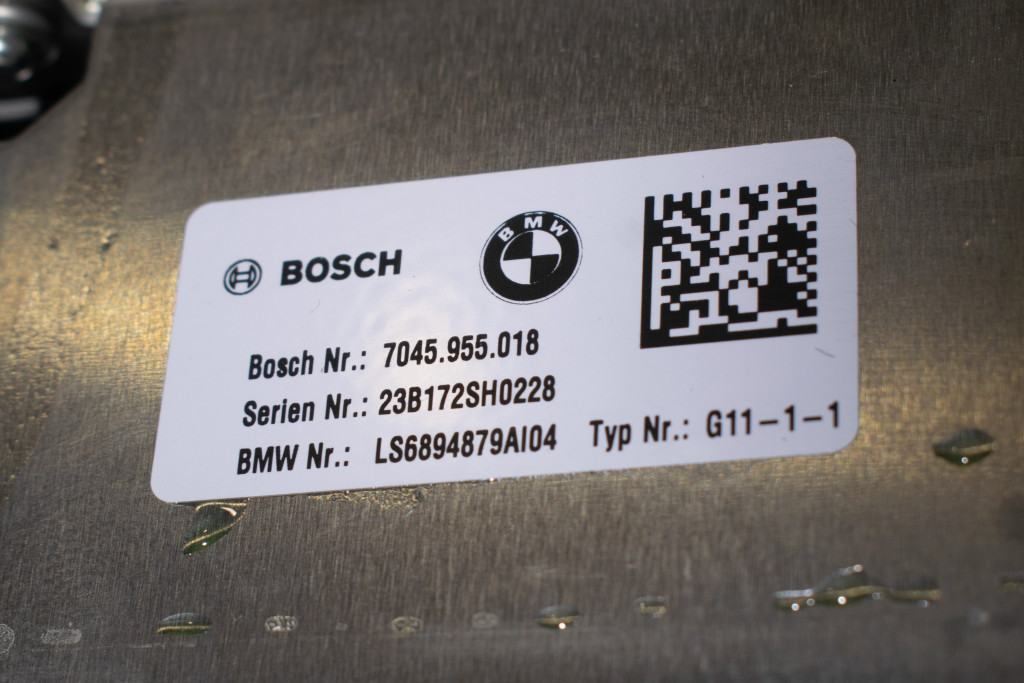 BOSCH
BMW
Bosch Nr.: 7045.955.018
Serien Nr.: 23B172SH0228
BMW Nr.: LS6894879AI04 Typ Nr.: G11-1-1